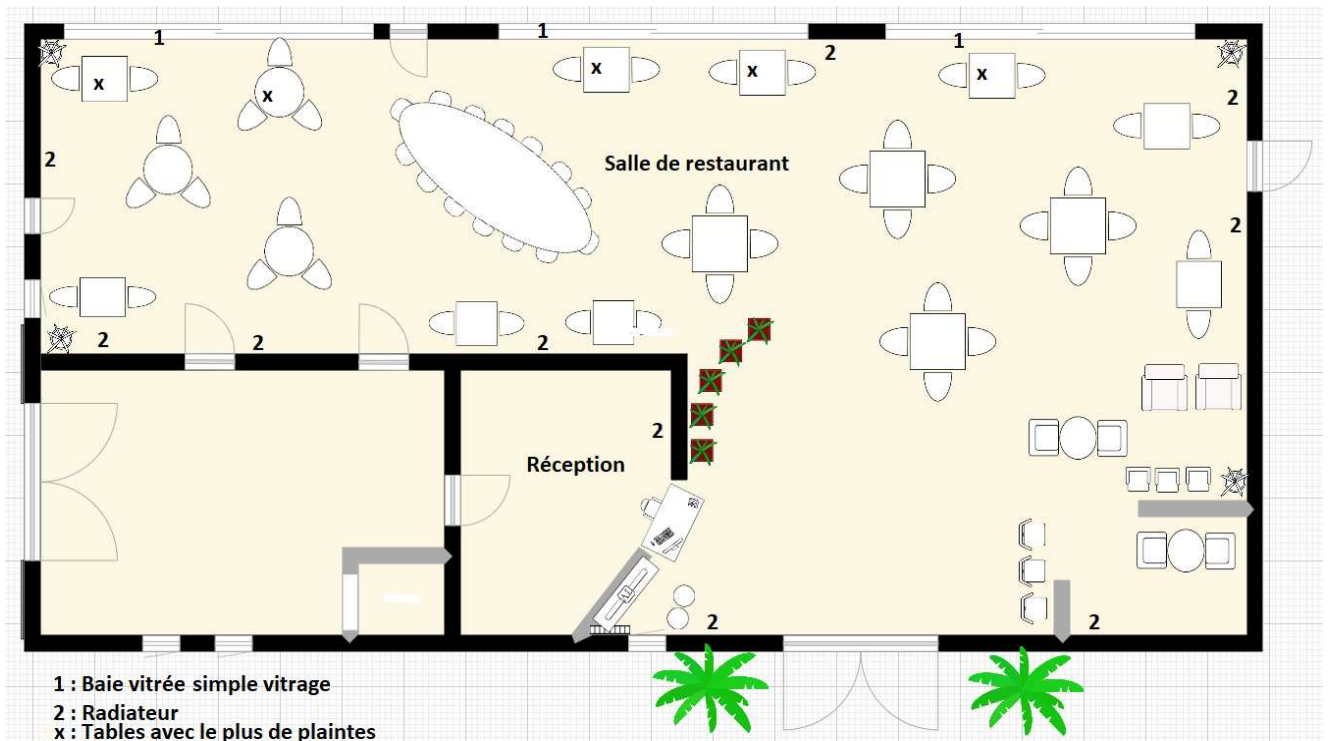 1
1
1
2
2
x
x
x
x
x
2
2
Salle de restaurant
2
2
2
2
2
Réception
2
2
1 : Baie vitrée simple vitrage
2 : Radiateur
x : Tables avec le plus de plaintes